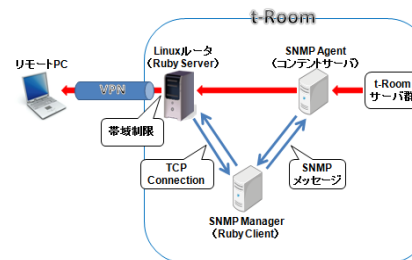 t-Room
Linuxルータ
(Ruby Server)
SNMP Agent
(コンテントサーバ)
リモートPC
VPN
t-Room
サーバ群
帯域制限
TCP
Connection
SNMP
メッセージ
SNMP Manager
(Ruby Client)